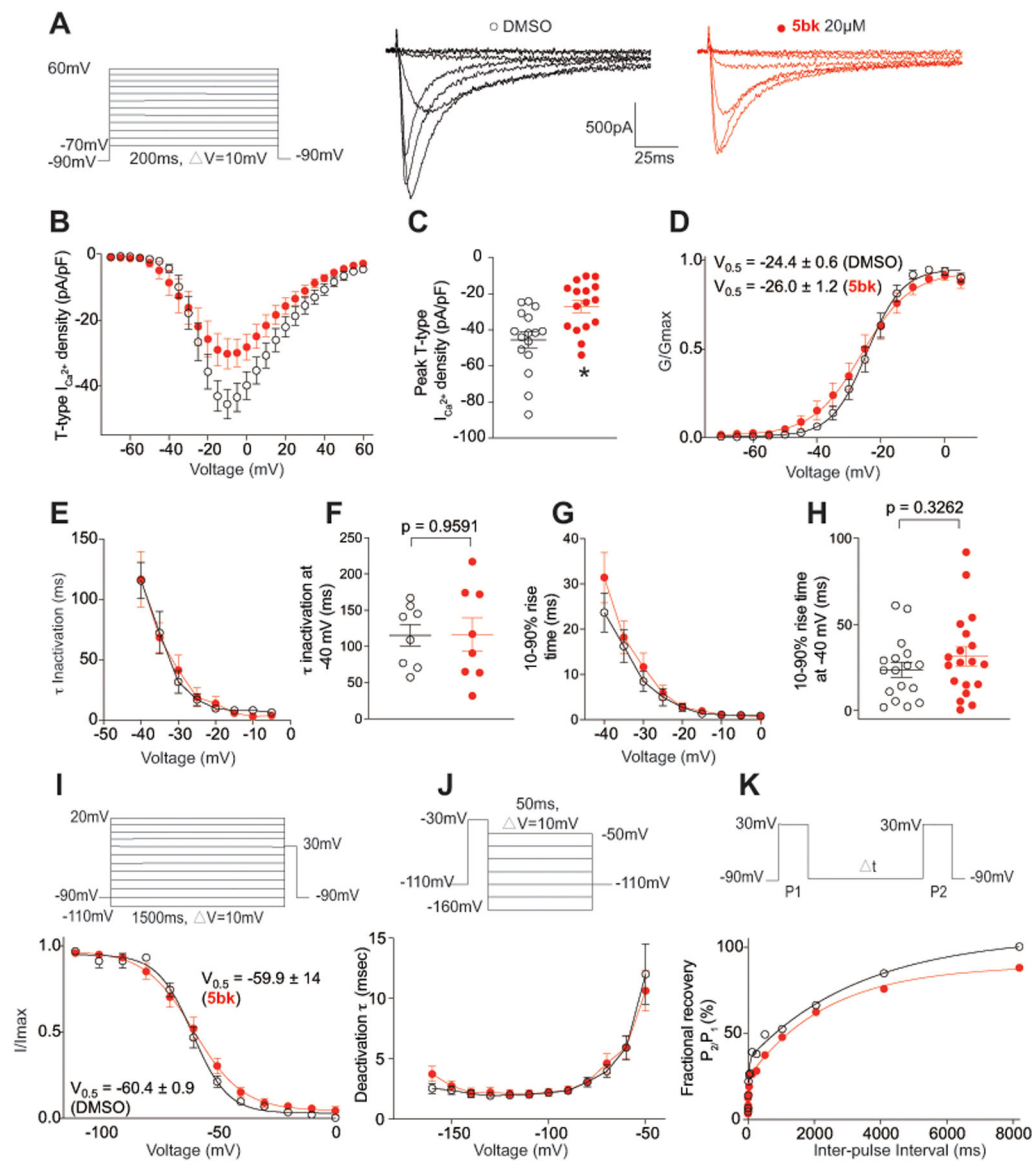 A
○ DMSO
● 5bk 20μM
60mV
-70mV
-90mV
200ms, △V=10mV
-90mV
500pA
25ms
B
0
-20
-40
T-type I_Ca²⁺ density (pA/pF)
-60 -40 -20 0 20 40 60
Voltage (mV)
C
0
-20
-40
-60
-80
-100
Peak T-type
I_Ca²⁺ density (pA/pF)
*
D
V0.5 = -24.4 ± 0.6 (DMSO)
V0.5 = -26.0 ± 1.2 (5bk)
1.0
0.5
0.0
G/Gmax
-60 -40 -20 0
Voltage (mV)
E
150
100
50
0
τ Inactivation (ms)
-50 -40 -30 -20 -10 0
Voltage (mV)
F
p = 0.9591
250
200
150
100
50
0
τ inactivation at
-40 mV (ms)
G
40
30
20
10
0
10-90% rise
time (ms)
-40 -30 -20 -10 0
Voltage (mV)
H
p = 0.3262
100
50
0
10-90% rise time
at -40 mV (ms)
I
20mV
30mV
-90mV
-90mV
-110mV
1500ms, △V=10mV
1.0
0.5
0.0
I/Imax
V0.5 = -59.9 ± 14
(5bk)
V0.5 = -60.4 ± 0.9
(DMSO)
-100 -50 0
Voltage (mV)
J
50ms,
△V=10mV
-30mV
-50mV
-110mV
-110mV
-160mV
15
10
5
0
Deactivation τ (msec)
-150 -100 -50
Voltage (mV)
K
30mV
30mV
△t
-90mV
-90mV
P1
P2
100
50
0
Fractional recovery
P2/P1 (%)
0 2000 4000 6000 8000
Inter-pulse Interval (ms)